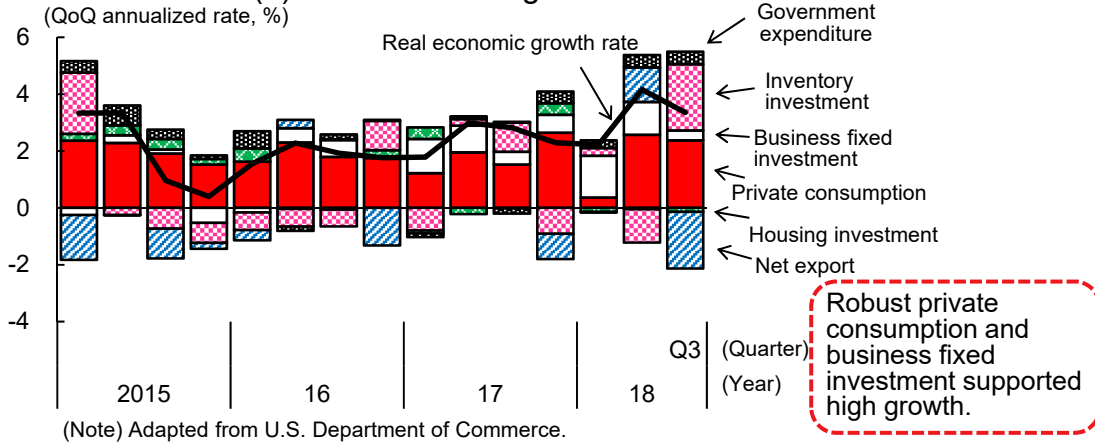 (QoQ annualized rate, %)
6
4
2
0
-2
-4
Real economic growth rate
Government
expenditure
Inventory
investment
Business fixed
investment
Private consumption
Housing investment
Net export
Robust private
consumption and
business fixed
investment supported
high growth.
Q3 (Quarter)
2015 16 17 18 (Year)
(Note) Adapted from U.S. Department of Commerce.